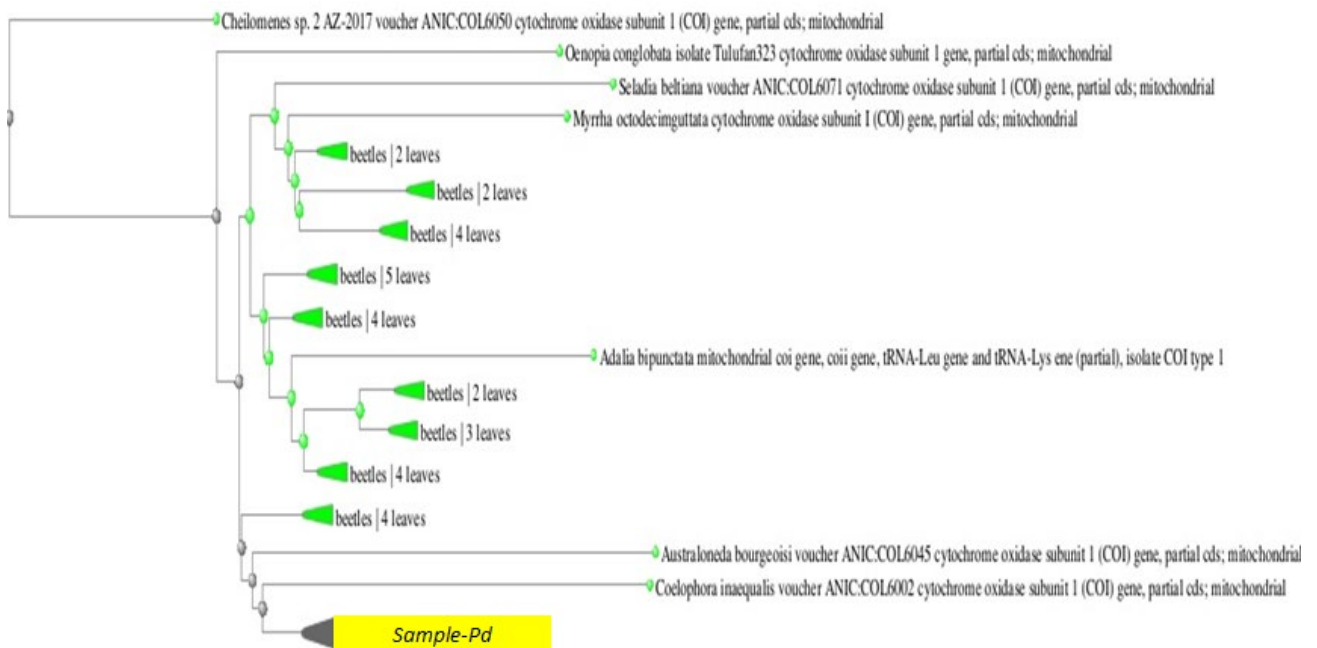 Cheilomenes sp. 2 AZ-2017 voucher ANIC:COL6050 cytochrome oxidase subunit 1 (COI) gene, partial cds; mitochondrial
Oenopia conglobata isolate Tulufan323 cytochrome oxidase subunit 1 gene, partial cds; mitochondrial
Seladia beltiana voucher ANIC:COL6071 cytochrome oxidase subunit 1 (COI) gene, partial cds; mitochondrial
Myrrha octodecimguttata cytochrome oxidase subunit I (COI) gene, partial cds; mitochondrial
beetles | 2 leaves
beetles | 2 leaves
beetles | 4 leaves
beetles | 5 leaves
beetles | 4 leaves
Adalia bipunctata mitochondrial coi gene, coii gene, tRNA-Leu gene and tRNA-Lys ene (partial), isolate COI type 1
beetles | 2 leaves
beetles | 3 leaves
beetles | 4 leaves
beetles | 4 leaves
Australoneda bourgeoisi voucher ANIC:COL6045 cytochrome oxidase subunit 1 (COI) gene, partial cds; mitochondrial
Coelophora inaequalis voucher ANIC:COL6002 cytochrome oxidase subunit 1 (COI) gene, partial cds; mitochondrial
Sample-Pd